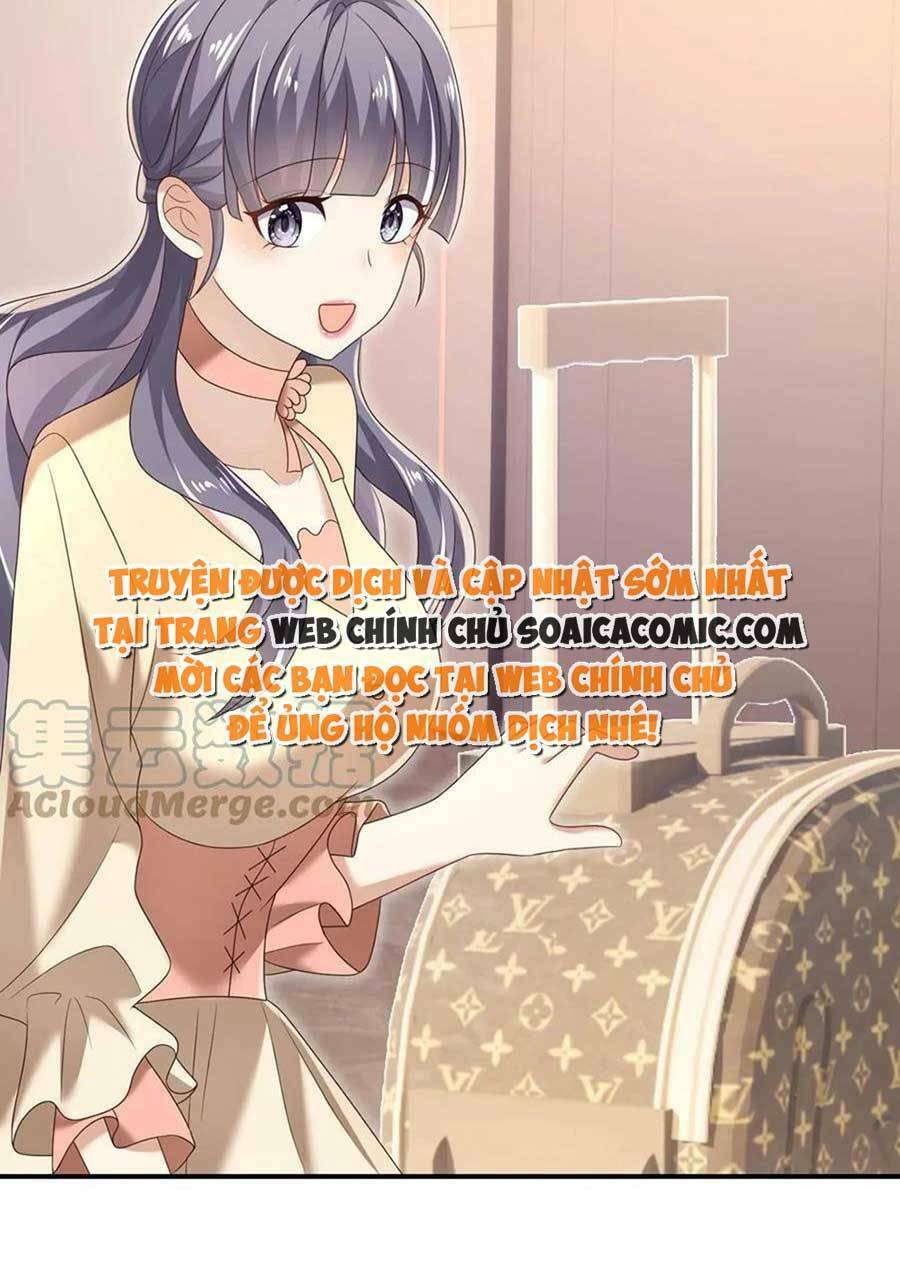 TRUYỆN ĐƯỢC DỊCH VÀ CẬP NHẬT SỚM NHẤT
TẠI TRANG WEB CHÍNH CHỦ SOAICACOMIC.COM
MỜI CÁC BẠN ĐỌC TẠI WEB CHÍNH CHỦ
ĐỂ ỦNG HỘ NHÓM DỊCH NHÉ!
集云数据
ACloudMerge.com